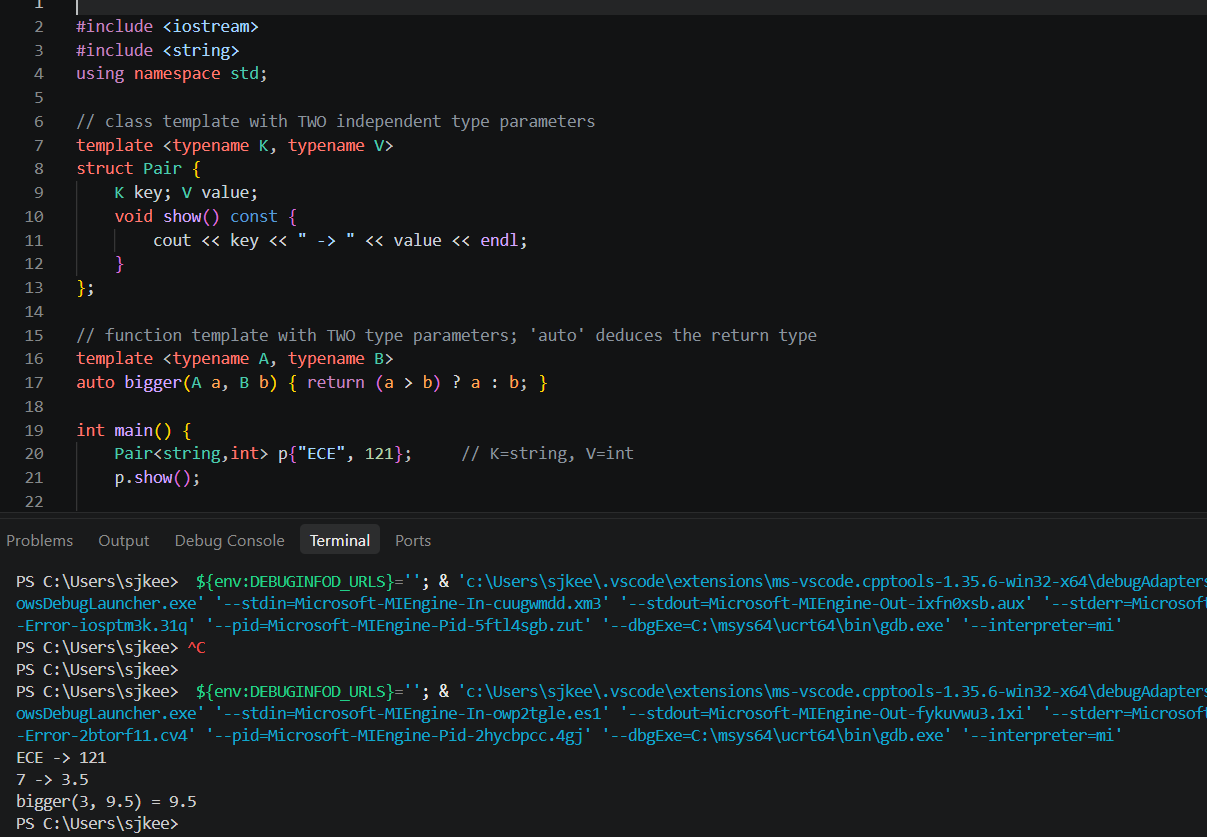 1
2 #include <iostream>
3 #include <string>
4 using namespace std;
5
6 // class template with TWO independent type parameters
7 template <typename K, typename V>
8 struct Pair {
9 K key; V value;
10 void show() const {
11 cout << key << " -> " << value << endl;
12 }
13 };
14
15 // function template with TWO type parameters; 'auto' deduces the return type
16 template <typename A, typename B>
17 auto bigger(A a, B b) { return (a > b) ? a : b; }
18
19 int main() {
20 Pair<string,int> p{"ECE", 121}; // K=string, V=int
21 p.show();
22
Problems Output Debug Console Terminal Ports
PS C:\Users\sjkee> ${env:DEBUGINFOD_URLS}=''; & 'c:\Users\sjkee\.vscode\extensions\ms-vscode.cpptools-1.35.6-win32-x64\debugAdapters
owsDebugLauncher.exe' '--stdin=Microsoft-MIEngine-In-cuugwmdd.xm3' '--stdout=Microsoft-MIEngine-Out-ixfn0xsb.aux' '--stderr=Microsoft
-Error-iosptm3k.31q' '--pid=Microsoft-MIEngine-Pid-5ftl4sgb.zut' '--dbgExe=C:\msys64\ucrt64\bin\gdb.exe' '--interpreter=mi'
PS C:\Users\sjkee> ^C
PS C:\Users\sjkee>
PS C:\Users\sjkee> ${env:DEBUGINFOD_URLS}=''; & 'c:\Users\sjkee\.vscode\extensions\ms-vscode.cpptools-1.35.6-win32-x64\debugAdapters
owsDebugLauncher.exe' '--stdin=Microsoft-MIEngine-In-owp2tgle.es1' '--stdout=Microsoft-MIEngine-Out-fykuvwu3.1xi' '--stderr=Microsoft
-Error-2btorf11.cv4' '--pid=Microsoft-MIEngine-Pid-2hycbpcc.4gj' '--dbgExe=C:\msys64\ucrt64\bin\gdb.exe' '--interpreter=mi'
ECE -> 121
7 -> 3.5
bigger(3, 9.5) = 9.5
PS C:\Users\sjkee>